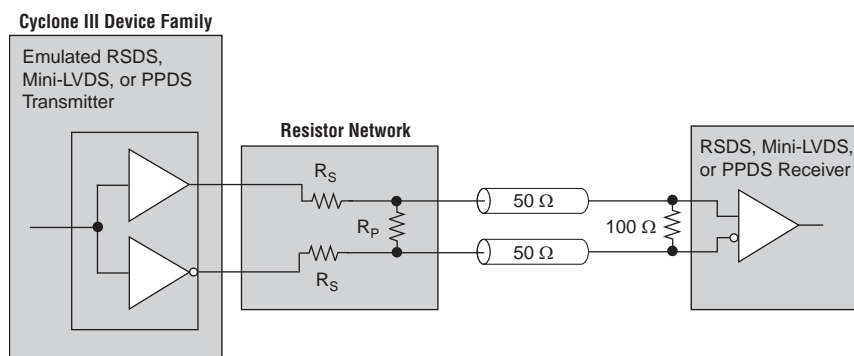 Cyclone III Device Family
Emulated RSDS,
Mini-LVDS, or PPDS
Transmitter
Resistor Network
RS
RP
RS
50 Ω
50 Ω
100 Ω
RSDS, Mini-LVDS,
or PPDS Receiver